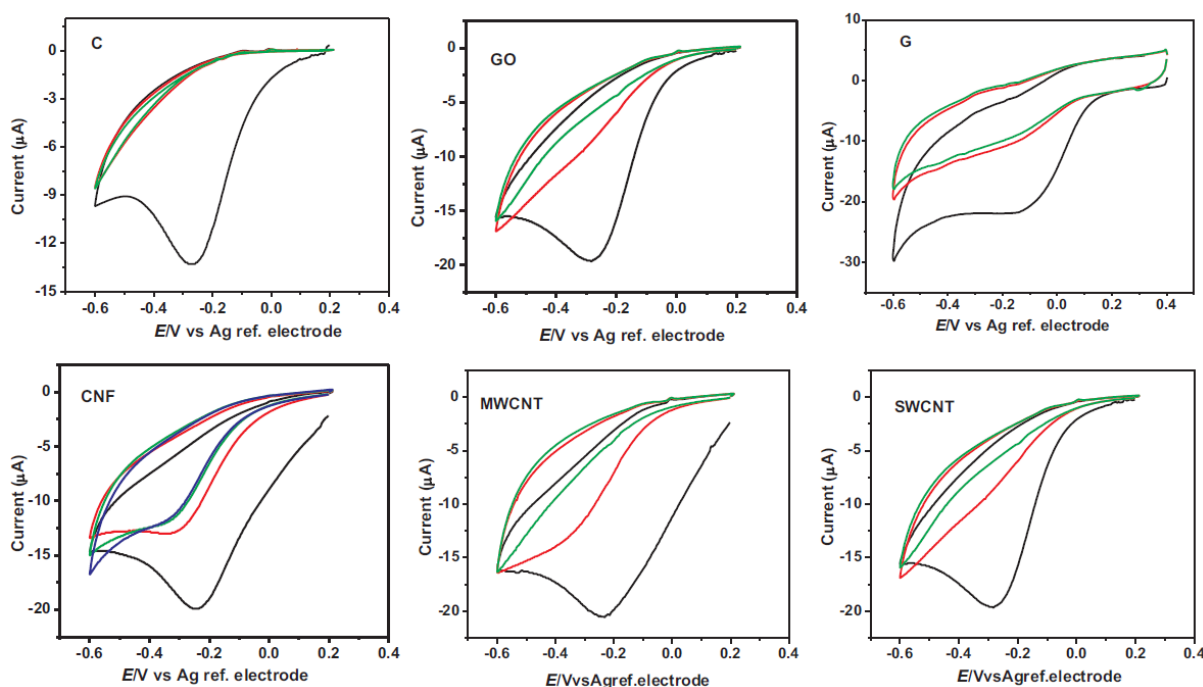 C
0
-3
-6
-9
-12
-15
Current (µA)
-0.6 -0.4 -0.2 0.0 0.2 0.4
E/V vs Ag ref. electrode
GO
0
-5
-10
-15
-20
Current (µA)
-0.6 -0.4 -0.2 0.0 0.2 0.4
E/V vs Ag ref. electrode
G
10
0
-10
-20
-30
Current (µA)
-0.6 -0.4 -0.2 0.0 0.2 0.4
E/V vs Ag ref. electrode
CNF
0
-5
-10
-15
-20
Current (µA)
-0.6 -0.4 -0.2 0.0 0.2 0.4
E/V vs Ag ref. electrode
MWCNT
0
-5
-10
-15
-20
Current (µA)
-0.6 -0.4 -0.2 0.0 0.2 0.4
E/VvsAgref.electrode
SWCNT
0
-5
-10
-15
-20
Current (µA)
-0.6 -0.4 -0.2 0.0 0.2 0.4
E/VvsAgref.electrode